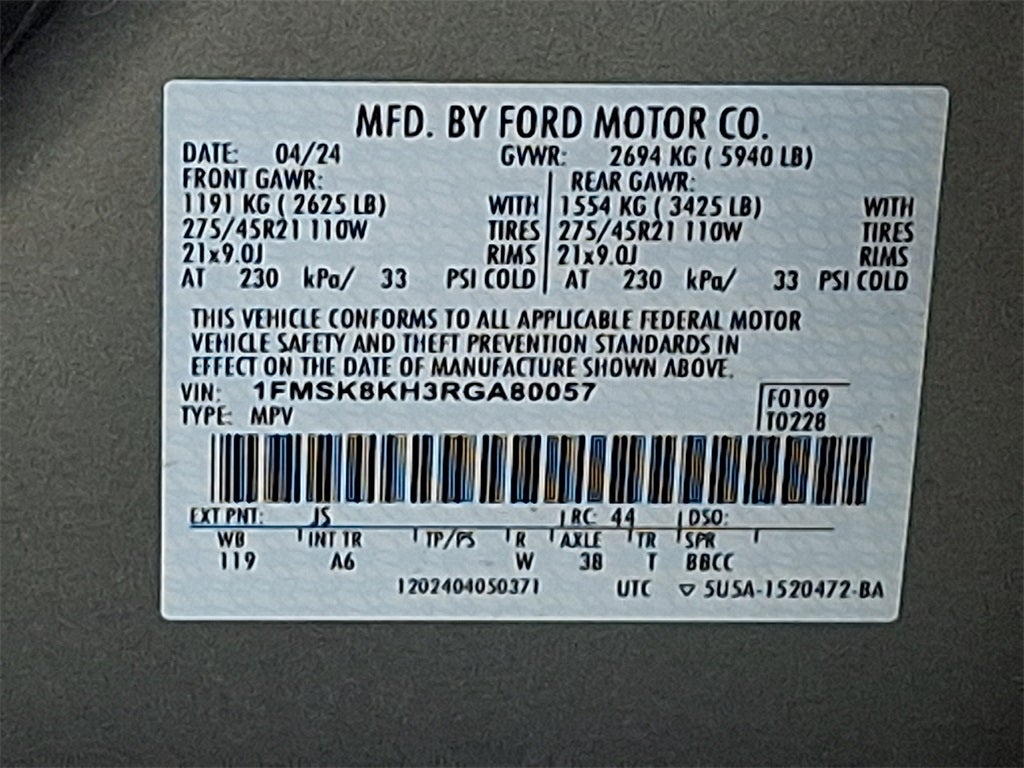 MFD. BY FORD MOTOR CO.
DATE: 04/24 GVWR: 2694 KG ( 5940 LB)
FRONT GAWR: REAR GAWR:
1191 KG ( 2625 LB) WITH 1554 KG ( 3425 LB) WITH
275/45R21 110W TIRES 275/45R21 110W TIRES
21x9.0J RIMS 21x9.0J RIMS
AT 230 kPa/ 33 PSI COLD AT 230 kPa/ 33 PSI COLD
THIS VEHICLE CONFORMS TO ALL APPLICABLE FEDERAL MOTOR
VEHICLE SAFETY AND THEFT PREVENTION STANDARDS IN
EFFECT ON THE DATE OF MANUFACTURE SHOWN ABOVE.
VIN: 1FMSK8KH3RGA80057 F0109
TYPE: MPV T0228
EXT PNT: JS RC: 44 DSO:
WB INT TR TP/PS R AXLE TR SPR
119 A6 W 38 T BBCC
1202404050371 UTC ▽ 5U5A-1520472-BA